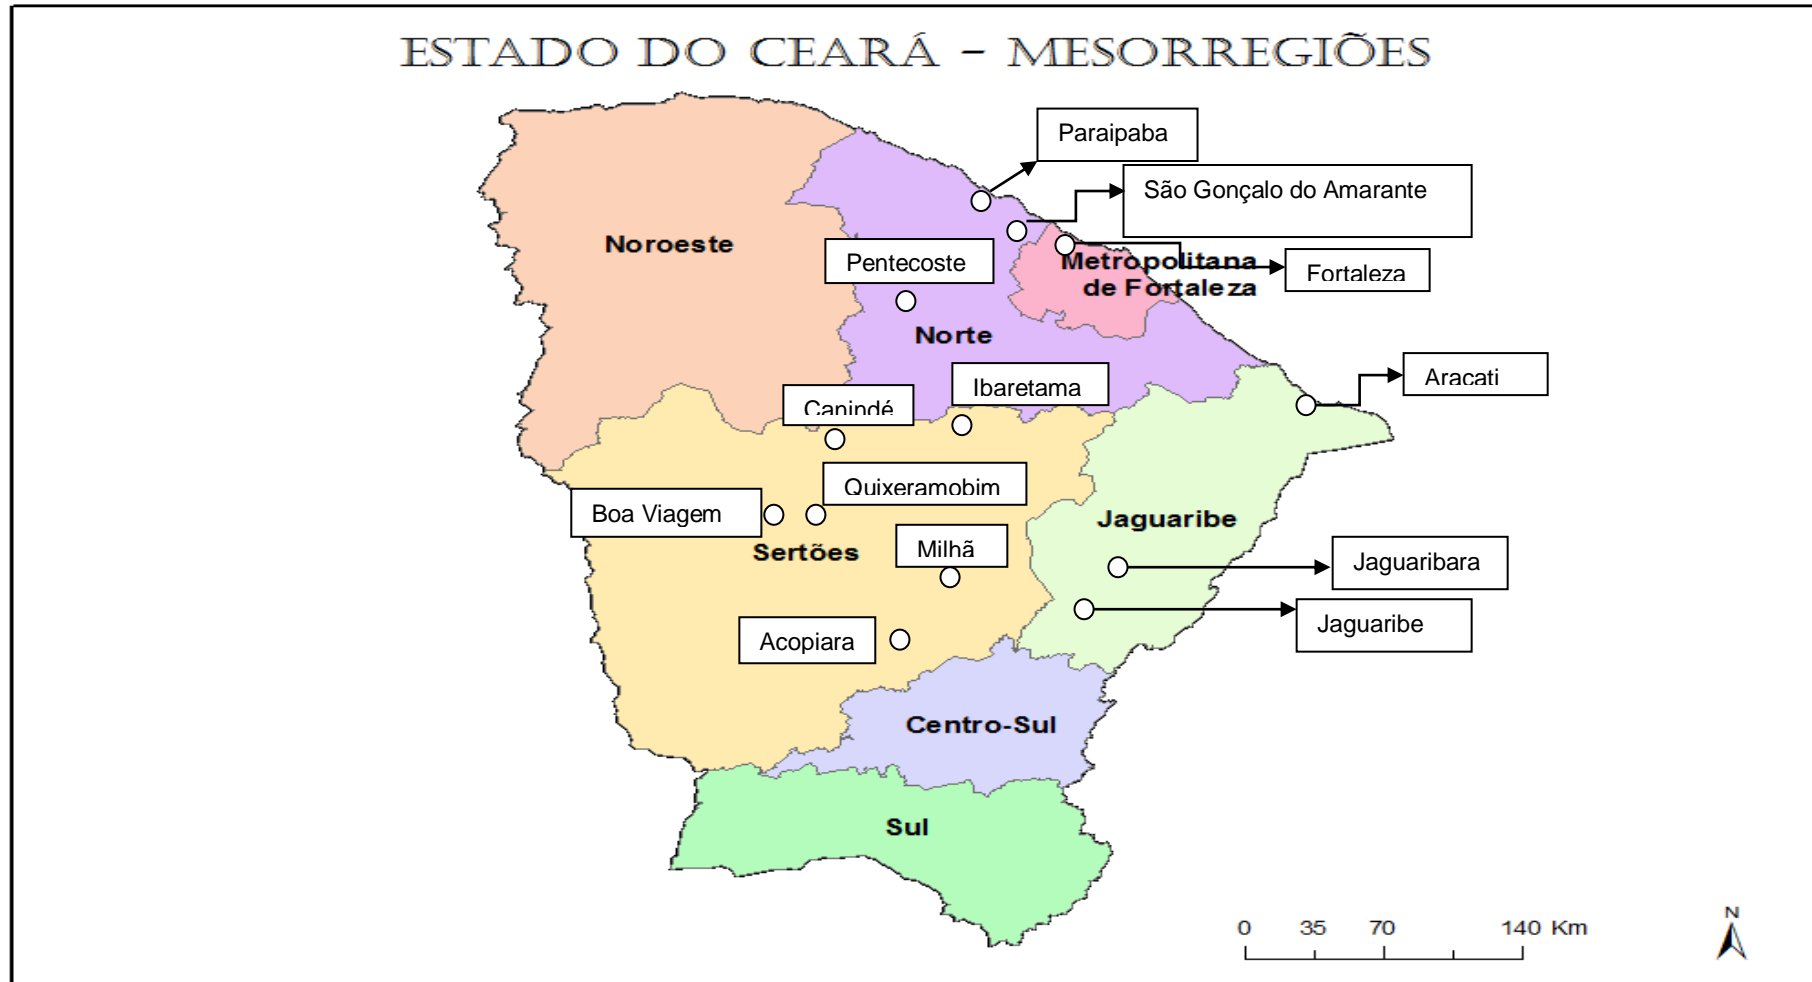 ESTADO DO CEARÁ - MESORREGIÕES
Paraipaba
São Gonçalo do Amarante
Noroeste
Pentecoste
Metropolitana
de Fortaleza
Fortaleza
Norte
Ibaretama
Aracati
Canindé
Quixeramobim
Boa Viagem
Jaguaribe
Sertões
Milhã
Jaguaribara
Jaguaribe
Acopiara
Centro-Sul
Sul
N
0 35 70 140 Km